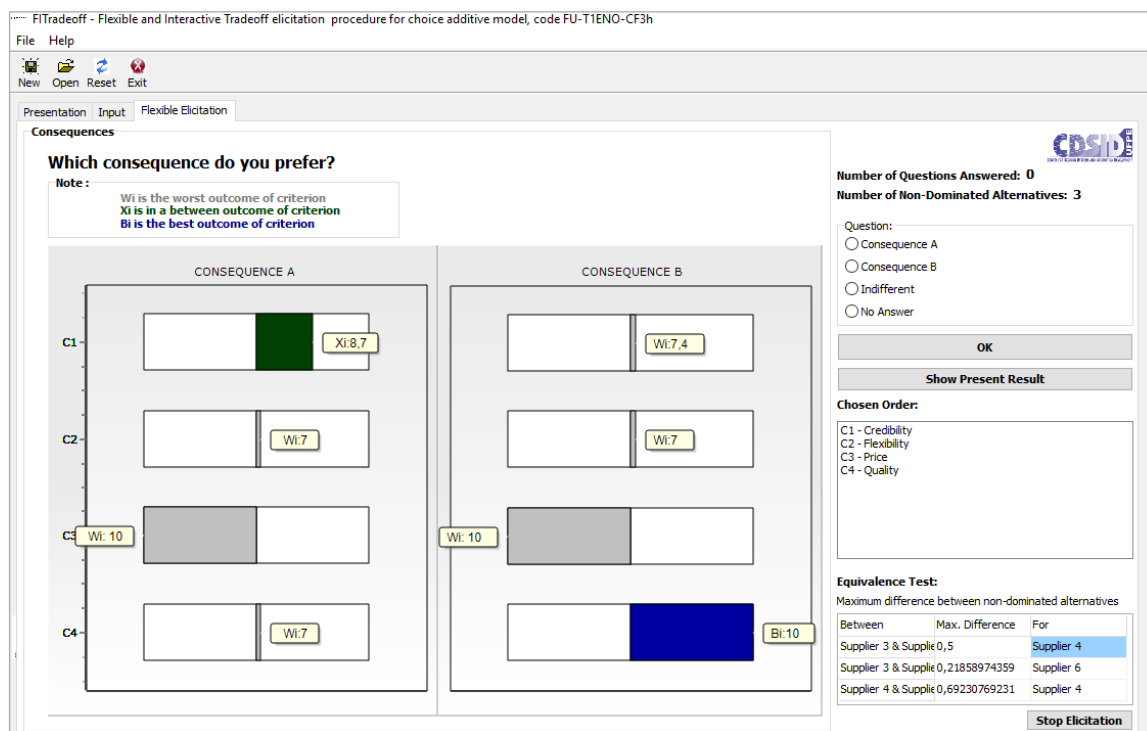 FITradeoff - Flexible and Interactive Tradeoff elicitation procedure for choice additive model, code FU-T1ENO-CF3h
File Help
New Open Reset Exit
Presentation Input Flexible Elicitation
Consequences
Which consequence do you prefer?
Note :
Wi is the worst outcome of criterion
Xi is in a between outcome of criterion
Bi is the best outcome of criterion
CONSEQUENCE A
C1
Xi:8,7
C2
Wi:7
C3
Wi: 10
C4
Wi:7
CONSEQUENCE B
Wi:7,4
Wi:7
Wi: 10
Bi:10
CDSID UFPE
Number of Questions Answered: 0
Number of Non-Dominated Alternatives: 3
Question:
Consequence A
Consequence B
Indifferent
No Answer
OK
Show Present Result
Chosen Order:
C1 - Credibility
C2 - Flexibility
C3 - Price
C4 - Quality
Equivalence Test:
Maximum difference between non-dominated alternatives
Between Max. Difference For
Supplier 3 & Supplie 0,5 Supplier 4
Supplier 3 & Supplie 0,21858974359 Supplier 6
Supplier 4 & Supplie 0,69230769231 Supplier 4
Stop Elicitation